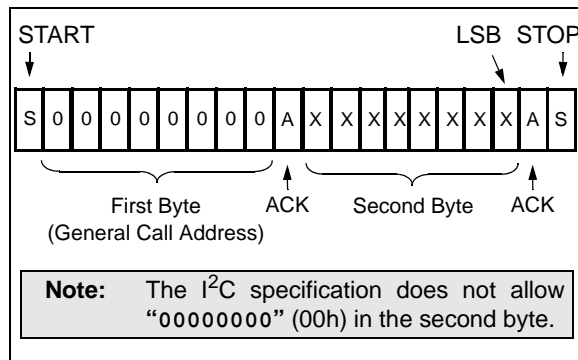 START LSB STOP
S 0 0 0 0 0 0 0 0 A X X X X X X X X A S
First Byte ACK Second Byte ACK
(General Call Address)
Note: The I²C specification does not allow
“00000000” (00h) in the second byte.